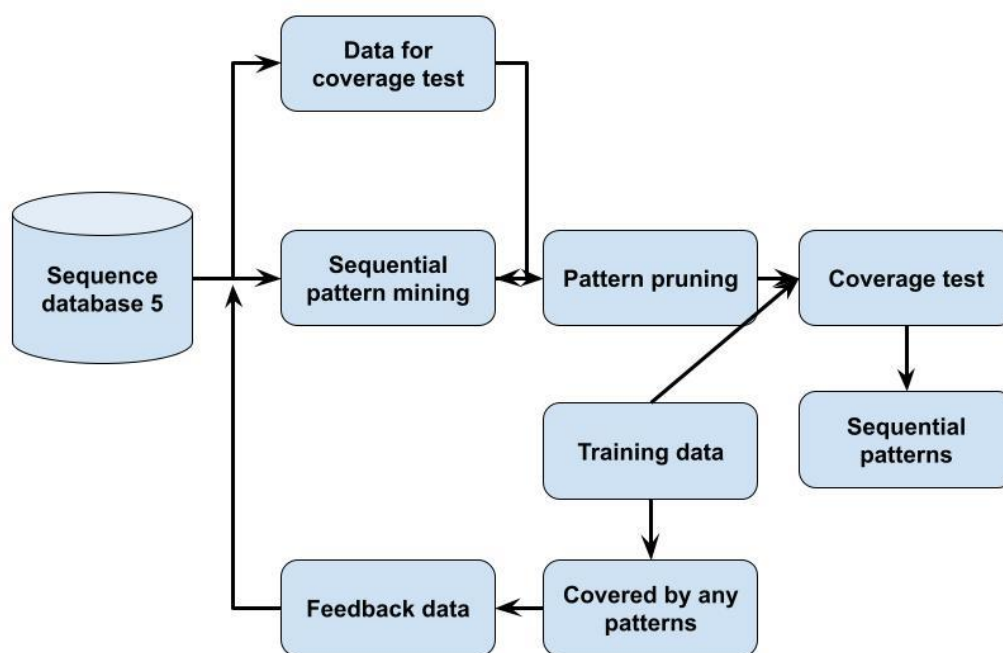 Data for
coverage test
Sequence
database 5
Sequential
pattern mining
Pattern pruning
Coverage test
Training data
Sequential
patterns
Feedback data
Covered by any
patterns